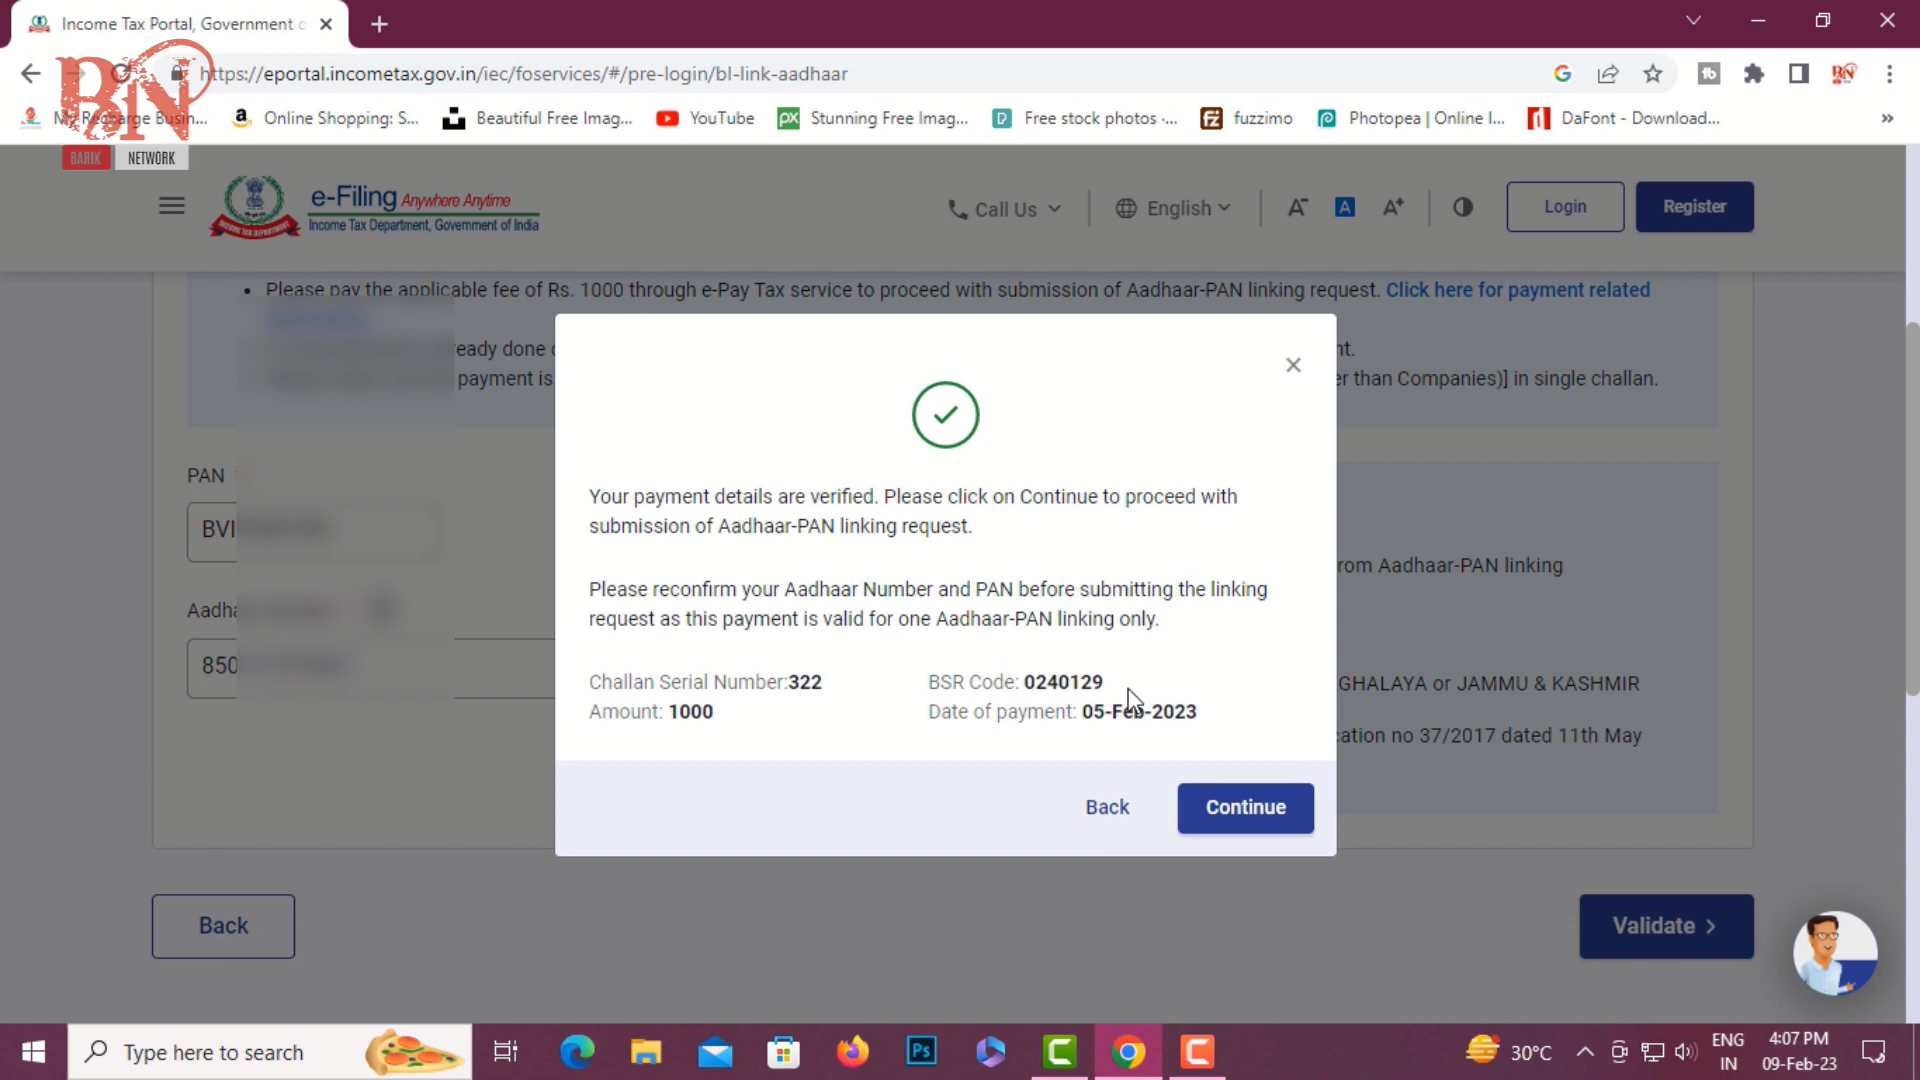 Income Tax Portal, Government o
https://eportal.incometax.gov.in/iec/foservices/#/pre-login/bl-link-aadhaar
BN
BARIK NETWORK
My Recharge Busin...
Online Shopping: S...
Beautiful Free Imag...
YouTube
Stunning Free Imag...
Free stock photos -...
fuzzimo
Photopea | Online I...
DaFont - Download...
e-Filing Anywhere Anytime
Income Tax Department, Government of India
Call Us
English
A-
A
A+
Login
Register
Please pay the applicable fee of Rs. 1000 through e-Pay Tax service to proceed with submission of Aadhaar-PAN linking request. Click here for payment related
eady done
nt.
payment is
er than Companies)] in single challan.
Your payment details are verified. Please click on Continue to proceed with
submission of Aadhaar-PAN linking request.
Please reconfirm your Aadhaar Number and PAN before submitting the linking
request as this payment is valid for one Aadhaar-PAN linking only.
Challan Serial Number:322 BSR Code: 0240129
Amount: 1000 Date of payment: 05-Feb-2023
Back
Continue
PAN
BVI
Aadha
850
rom Aadhaar-PAN linking
GHALAYA or JAMMU & KASHMIR
cation no 37/2017 dated 11th May
Back
Validate >
Type here to search
Ps
30°C
ENG
IN
4:07 PM
09-Feb-23